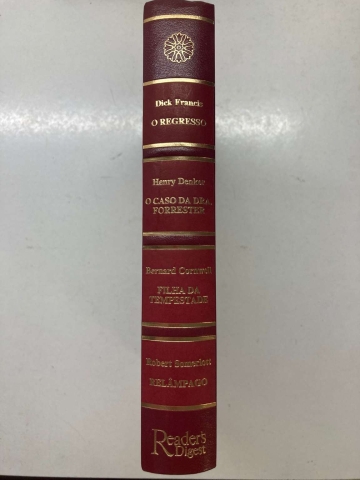 Dick Francis
O REGRESSO
Henry Denker
O CASO DA DRA.
FORRESTER
Bernard Cornwell
FILHA DA
TEMPESTADE
Robert Somerlott
RELÂMPAGO
Reader's
Digest